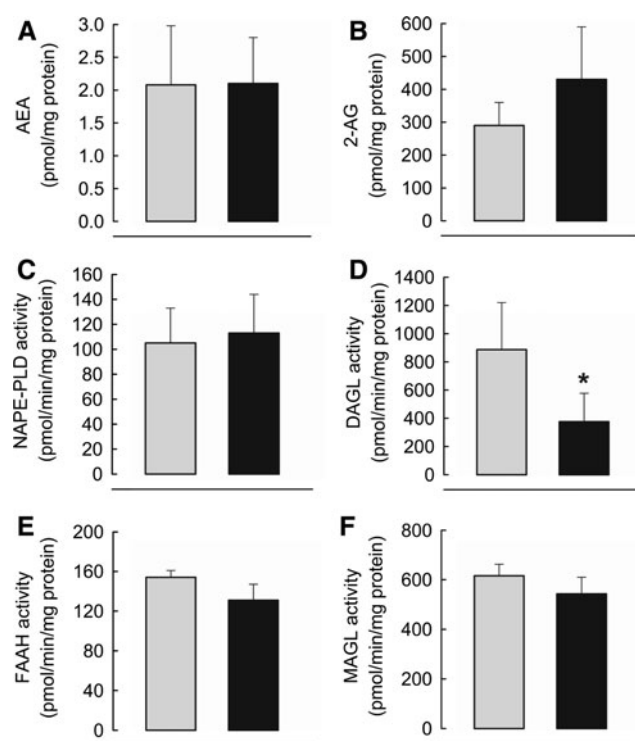 A
AEA
(pmol/mg protein)
3.0
2.5
2.0
1.5
1.0
0.5
0.0
B
2-AG
(pmol/mg protein)
600
500
400
300
200
100
0
C
NAPE-PLD activity
(pmol/min/mg protein)
160
140
120
100
80
60
40
20
0
D
DAGL activity
(pmol/min/mg protein)
1400
1200
1000
800
600
400
200
0
*
E
FAAH activity
(pmol/min/mg protein)
200
160
130
80
40
0
F
MAGL activity
(pmol/min/mg protein)
800
600
400
200
0